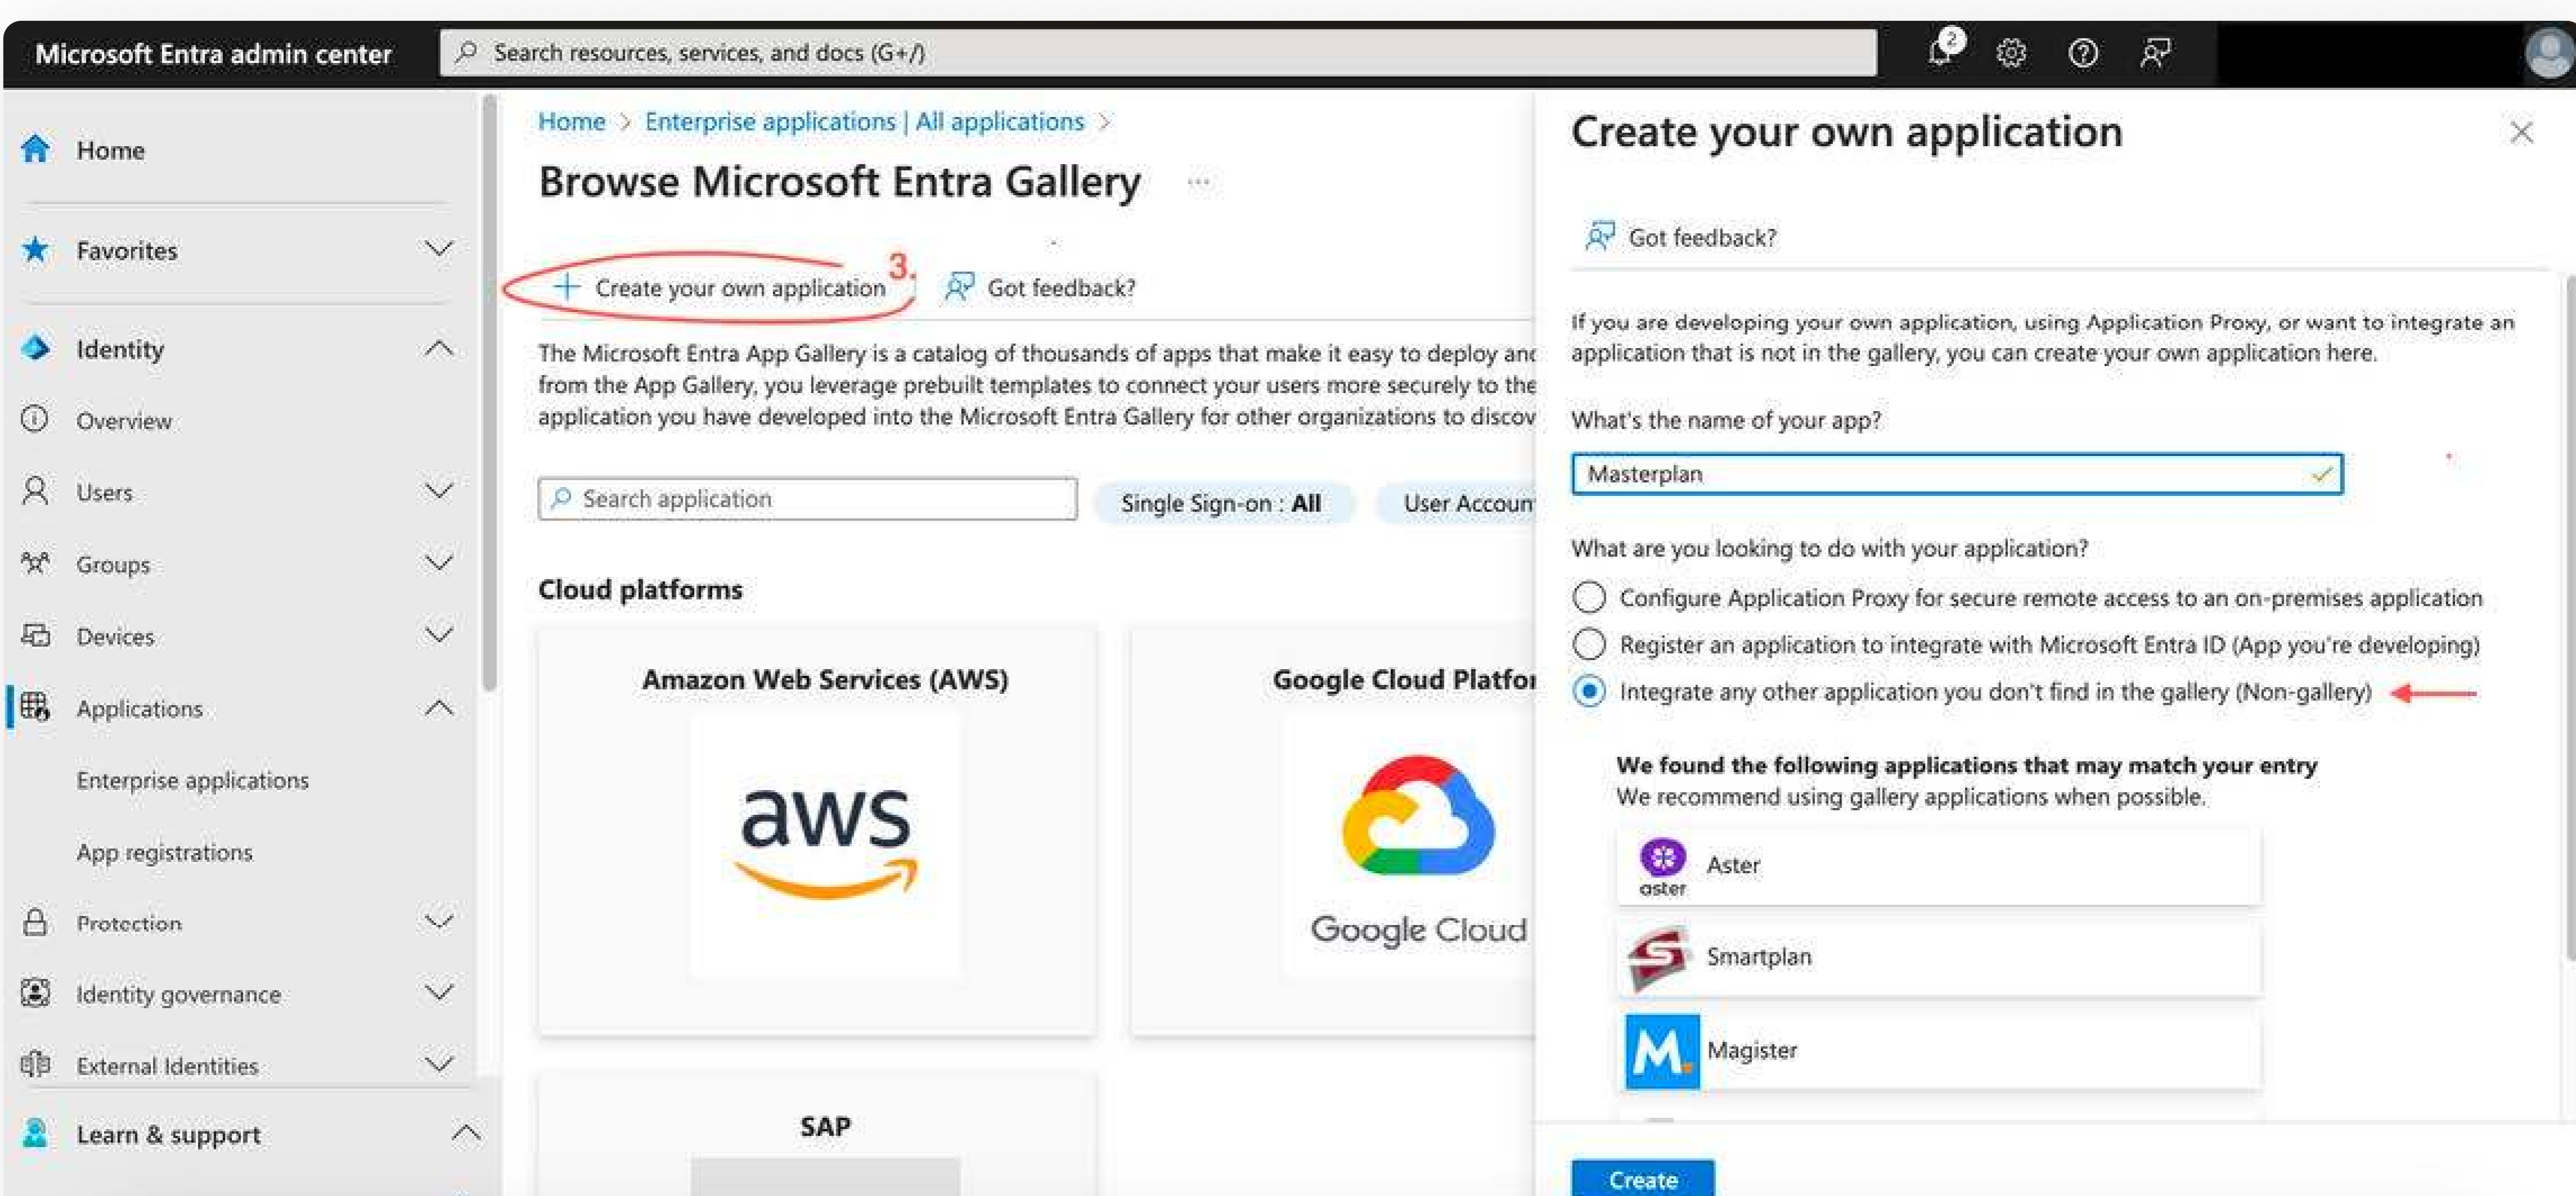 Microsoft Entra admin center
Search resources, services, and docs (G+/)
2
Home
Favorites
Identity
Overview
Users
Groups
Devices
Applications
Enterprise applications
App registrations
Protection
Identity governance
External Identities
Learn & support
Home > Enterprise applications | All applications >
Browse Microsoft Entra Gallery ...
+ Create your own application
3.
Got feedback?
The Microsoft Entra App Gallery is a catalog of thousands of apps that make it easy to deploy and
from the App Gallery, you leverage prebuilt templates to connect your users more securely to the
application you have developed into the Microsoft Entra Gallery for other organizations to discov
Search application
Single Sign-on : All
User Accoun
Cloud platforms
Amazon Web Services (AWS)
aws
Google Cloud Platfor
Google Cloud
SAP
Create your own application
Got feedback?
If you are developing your own application, using Application Proxy, or want to integrate an
application that is not in the gallery, you can create your own application here.
What's the name of your app?
Masterplan
What are you looking to do with your application?
Configure Application Proxy for secure remote access to an on-premises application
Register an application to integrate with Microsoft Entra ID (App you're developing)
Integrate any other application you don't find in the gallery (Non-gallery)
We found the following applications that may match your entry
We recommend using gallery applications when possible.
aster
Aster
Smartplan
M.
Magister
Create